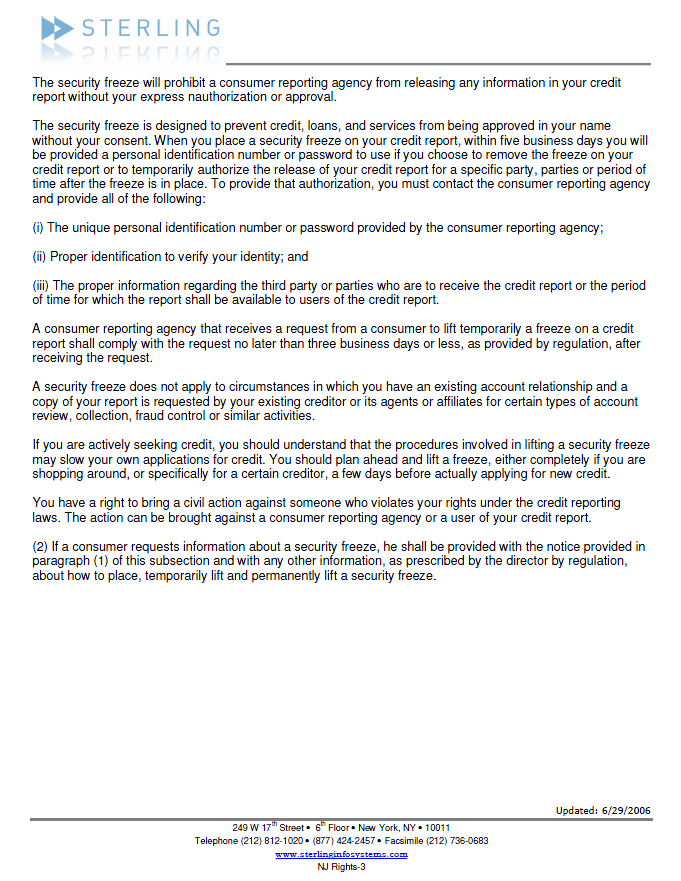 STERLING
The security freeze will prohibit a consumer reporting agency from releasing any information in your credit
report without your express nauthorization or approval.
The security freeze is designed to prevent credit, loans, and services from being approved in your name
without your consent. When you place a security freeze on your credit report, within five business days you will
be provided a personal identification number or password to use if you choose to remove the freeze on your
credit report or to temporarily authorize the release of your credit report for a specific party, parties or period of
time after the freeze is in place. To provide that authorization, you must contact the consumer reporting agency
and provide all of the following:
(i) The unique personal identification number or password provided by the consumer reporting agency;
(ii) Proper identification to verify your identity; and
(iii) The proper information regarding the third party or parties who are to receive the credit report or the period
of time for which the report shall be available to users of the credit report.
A consumer reporting agency that receives a request from a consumer to lift temporarily a freeze on a credit
report shall comply with the request no later than three business days or less, as provided by regulation, after
receiving the request.
A security freeze does not apply to circumstances in which you have an existing account relationship and a
copy of your report is requested by your existing creditor or its agents or affiliates for certain types of account
review, collection, fraud control or similar activities.
If you are actively seeking credit, you should understand that the procedures involved in lifting a security freeze
may slow your own applications for credit. You should plan ahead and lift a freeze, either completely if you are
shopping around, or specifically for a certain creditor, a few days before actually applying for new credit.
You have a right to bring a civil action against someone who violates your rights under the credit reporting
laws. The action can be brought against a consumer reporting agency or a user of your credit report.
(2) If a consumer requests information about a security freeze, he shall be provided with the notice provided in
paragraph (1) of this subsection and with any other information, as prescribed by the director by regulation,
about how to place, temporarily lift and permanently lift a security freeze.
Updated: 6/29/2006
249 W 17th Street • 6th Floor • New York, NY • 10011
Telephone (212) 812-1020 • (877) 424-2457 • Facsimile (212) 736-0683
www.sterlinginfosystems.com
NJ Rights-3